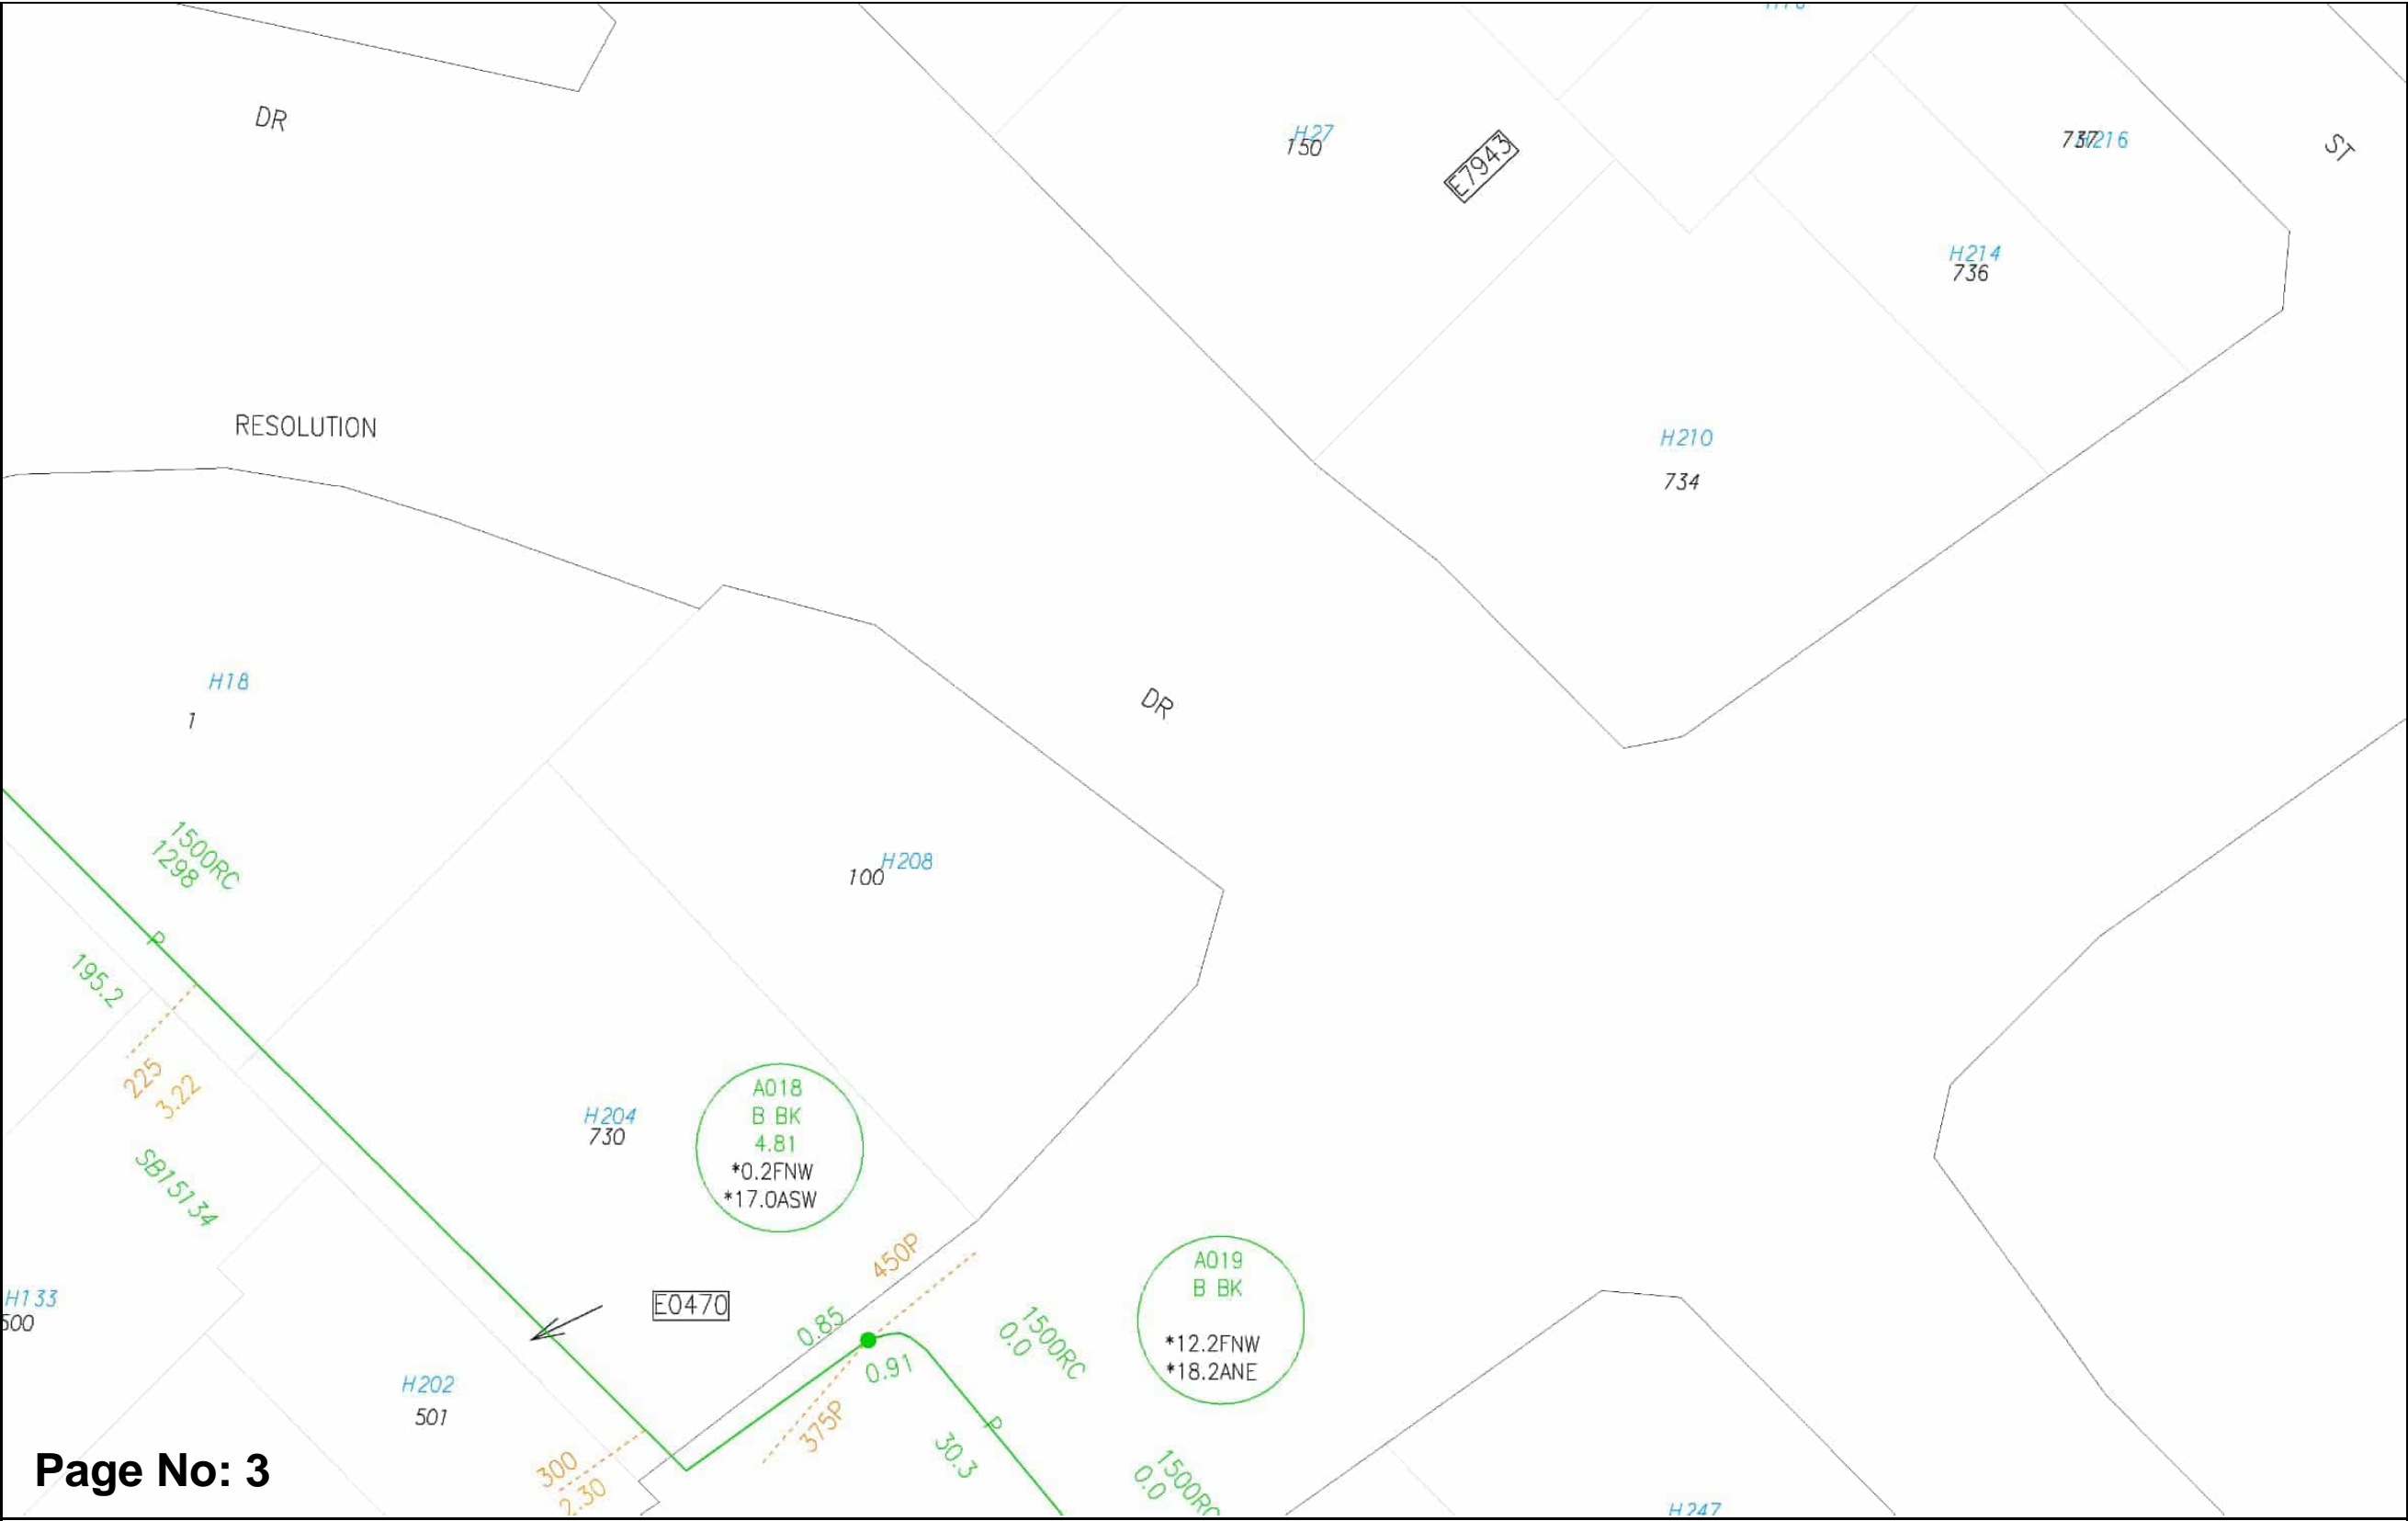 DR
H27
150
E7943
737
H216
ST
H214
736
RESOLUTION
H210
734
H18
1
DR
1500RC
1298
H208
100
P
195.2
225
3.22
A018
B BK
4.81
*0.2FNW
*17.0ASW
H204
730
SB15134
450P
A019
B BK
*12.2FNW
*18.2ANE
H133
E0470
0.85
1500RC
0.0
0.91
H202
501
375P
P
30.3
300
2.30
1500RC
0.0
H247
Page No: 3